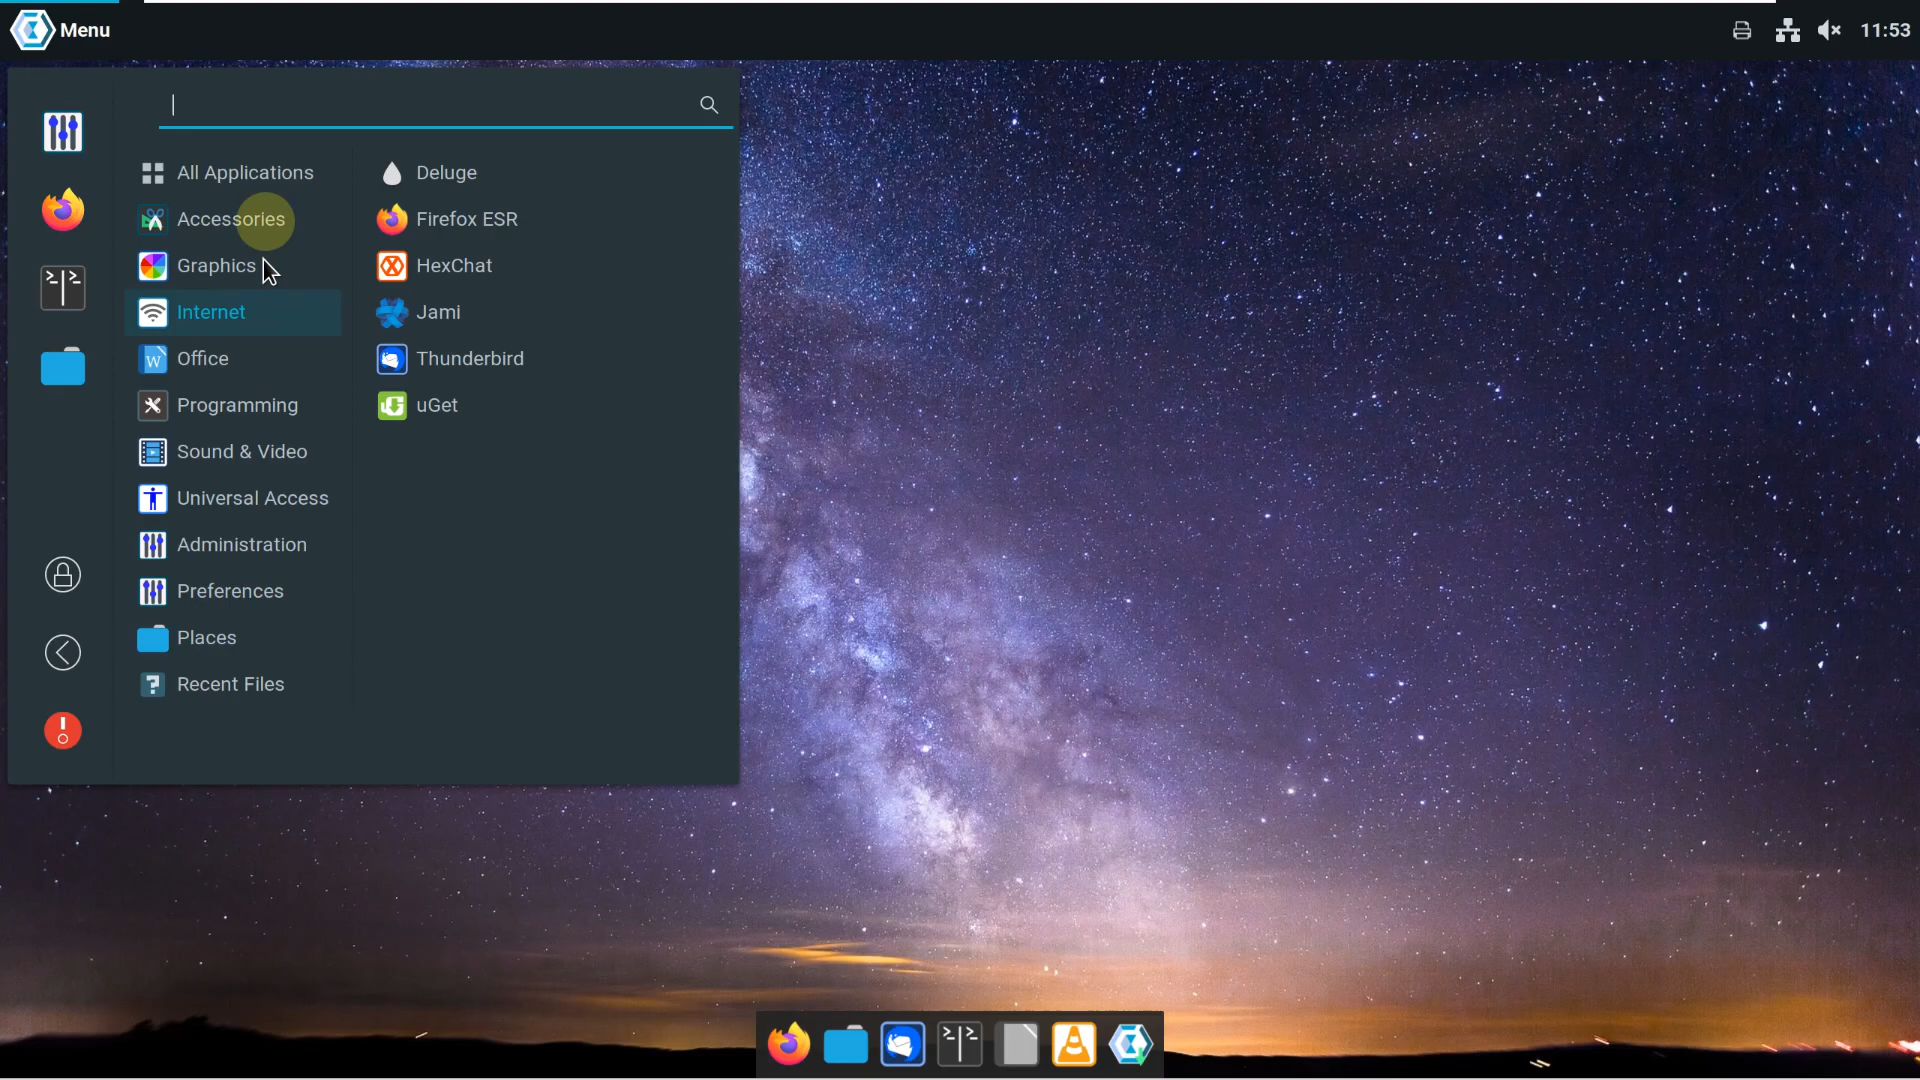 Menu
11:53
All Applications
Accessories
Graphics
Internet
Office
Programming
Sound & Video
Universal Access
Administration
Preferences
Places
Recent Files
Deluge
Firefox ESR
HexChat
Jami
Thunderbird
uGet